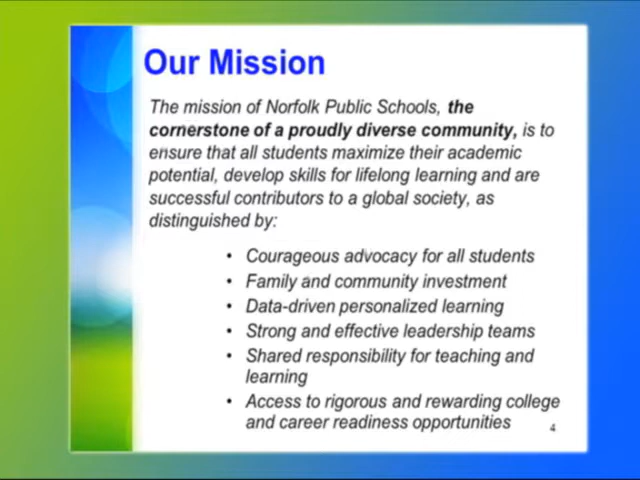 Our Mission
The mission of Norfolk Public Schools, the
cornerstone of a proudly diverse community, is to
ensure that all students maximize their academic
potential, develop skills for lifelong learning and are
successful contributors to a global society, as
distinguished by:
• Courageous advocacy for all students
• Family and community investment
• Data-driven personalized learning
• Strong and effective leadership teams
• Shared responsibility for teaching and
learning
• Access to rigorous and rewarding college
and career readiness opportunities
4